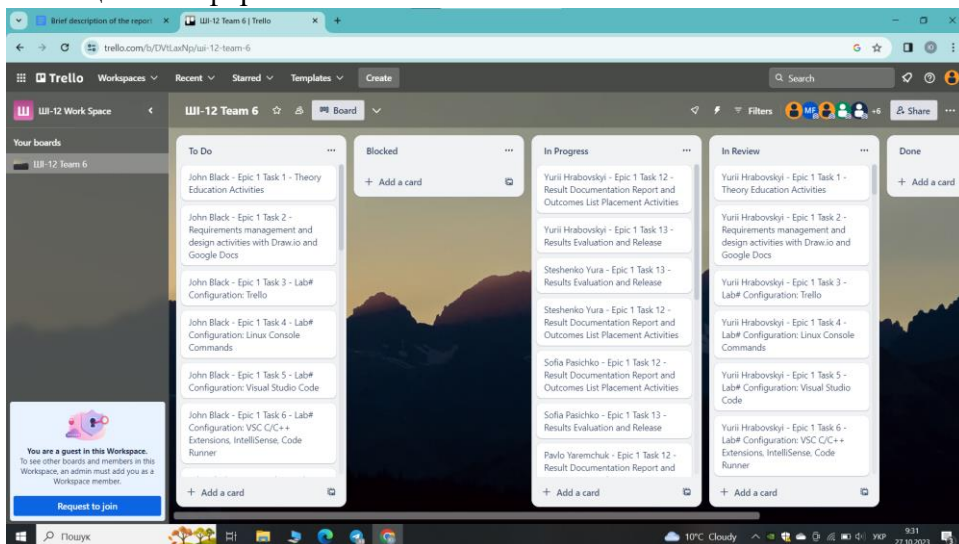 Brief description of the report
ШІ-12 Team 6 | Trello
trello.com/b/DVtLaxNp/ші-12-team-6
Trello
Workspaces
Recent
Starred
Templates
Create
Search
Ш
ШІ-12 Work Space
ШІ-12 Team 6
Board
Filters
MF
+6
Share
Your boards
ШІ-12 Team 6
You are a guest in this Workspace.
To see other boards and members in this
Workspace, an admin must add you as a
Workspace member.
Request to join
To Do
John Black - Epic 1 Task 1 - Theory
Education Activities
John Black - Epic 1 Task 2 -
Requirements management and
design activities with Draw.io and
Google Docs
John Black - Epic 1 Task 3 - Lab#
Configuration: Trello
John Black - Epic 1 Task 4 - Lab#
Configuration: Linux Console
Commands
John Black - Epic 1 Task 5 - Lab#
Configuration: Visual Studio Code
John Black - Epic 1 Task 6 - Lab#
Configuration: VSC C/C++
Extensions, IntelliSense, Code
Runner
+ Add a card
Blocked
+ Add a card
In Progress
Yurii Hrabovskyi - Epic 1 Task 12 -
Result Documentation Report and
Outcomes List Placement Activities
Yurii Hrabovskyi - Epic 1 Task 13 -
Results Evaluation and Release
Steshenko Yura - Epic 1 Task 13 -
Results Evaluation and Release
Steshenko Yura - Epic 1 Task 12 -
Result Documentation Report and
Outcomes List Placement Activities
Sofia Pasichko - Epic 1 Task 12 -
Result Documentation Report and
Outcomes List Placement Activities
Sofia Pasichko - Epic 1 Task 13 -
Results Evaluation and Release
Pavlo Yaremchuk - Epic 1 Task 12 -
Result Documentation Report and
+ Add a card
In Review
Yurii Hrabovskyi - Epic 1 Task 1 -
Theory Education Activities
Yurii Hrabovskyi - Epic 1 Task 2 -
Requirements management and
design activities with Draw.io and
Google Docs
Yurii Hrabovskyi - Epic 1 Task 3 -
Lab# Configuration: Trello
Yurii Hrabovskyi - Epic 1 Task 4 -
Lab# Configuration: Linux Console
Commands
Yurii Hrabovskyi - Epic 1 Task 5 -
Lab# Configuration: Visual Studio
Code
Yurii Hrabovskyi - Epic 1 Task 6 -
Lab# Configuration: VSC C/C++
Extensions, IntelliSense, Code
Runner
+ Add a card
Done
+ Add a card
Пошук
10°C Cloudy
УКР
9:31
27.10.2023